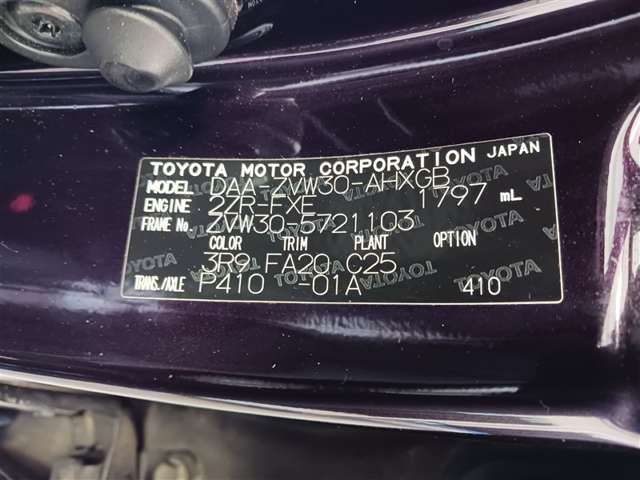 TOYOTA MOTOR CORPORATION JAPAN
MODEL DAA-ZVW30-AHXGB
ENGINE 2ZR-FXE 1797 mL
FRAME No. ZVW30-5721103
COLOR TRIM PLANT OPTION
3R9 FA20 C25
TRANS./AXLE P410 -01A 410